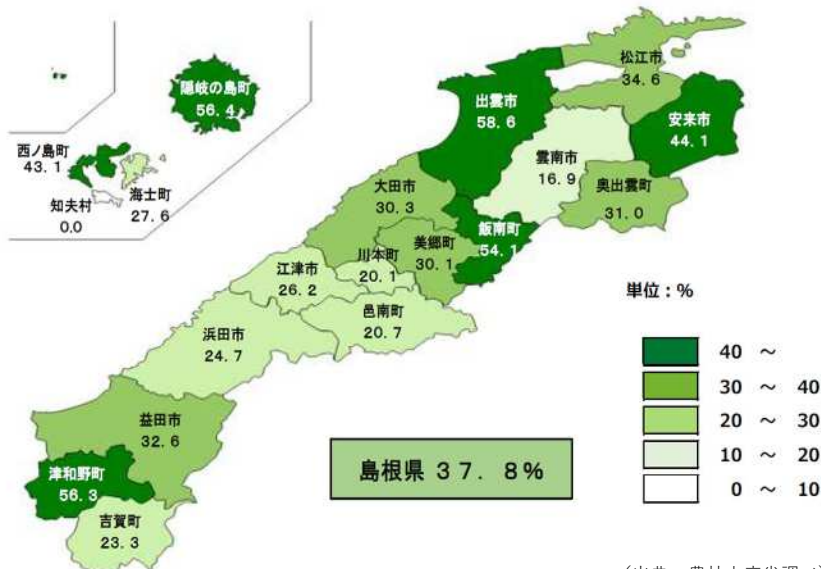 隠岐の島町
56.4
西ノ島町
43.1
知夫村
0.0
海士町
27.6
松江市
34.6
出雲市
58.6
安来市
44.1
雲南市
16.9
奥出雲町
31.0
大田市
30.3
飯南町
54.1
美郷町
30.1
川本町
20.1
江津市
26.2
邑南町
20.7
浜田市
24.7
益田市
32.6
津和野町
56.3
吉賀町
23.3
島根県 37.8%
単位:%
40 ~
30 ~ 40
20 ~ 30
10 ~ 20
0 ~ 10